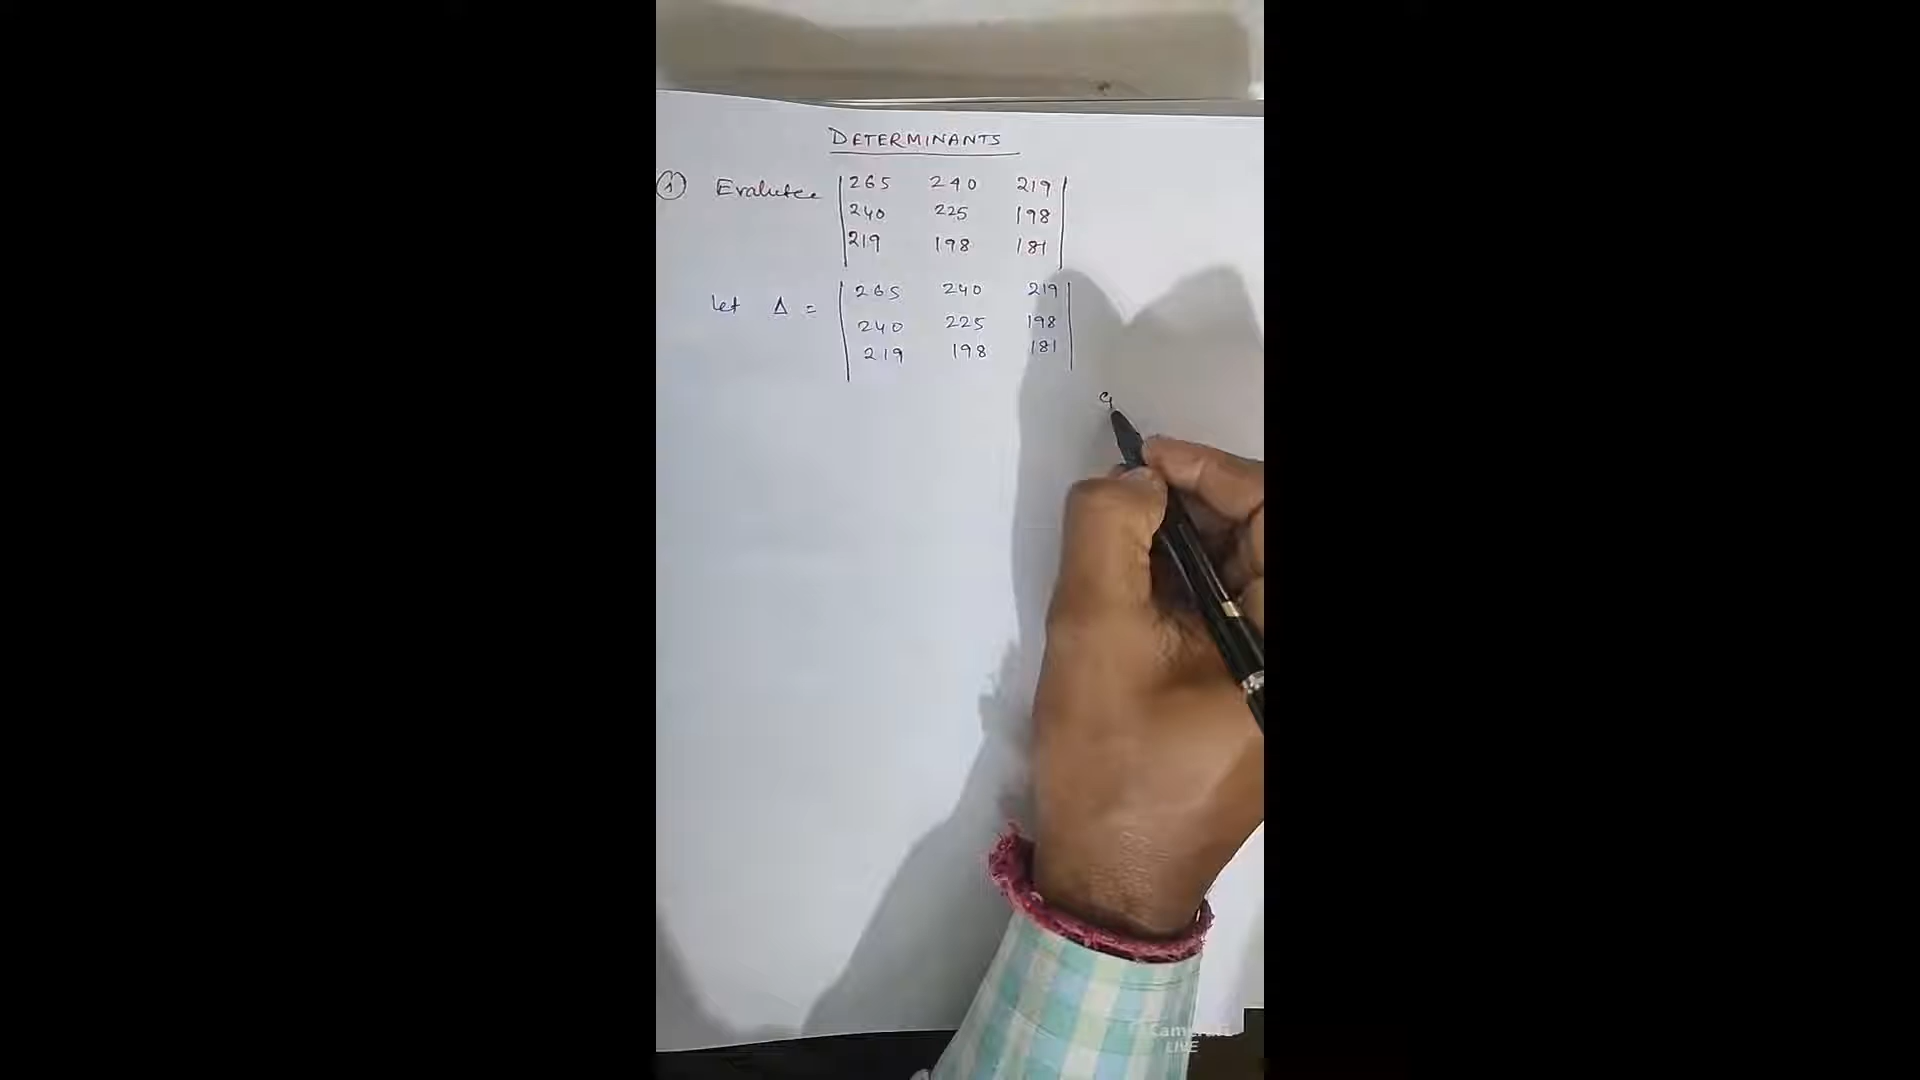 DETERMINANTS
1 Evalutee | 265 240 219 |
| 240 225 198 |
| 219 198 181 |
let Δ = | 265 240 219 |
| 240 225 198 |
| 219 198 181 |
LIVE